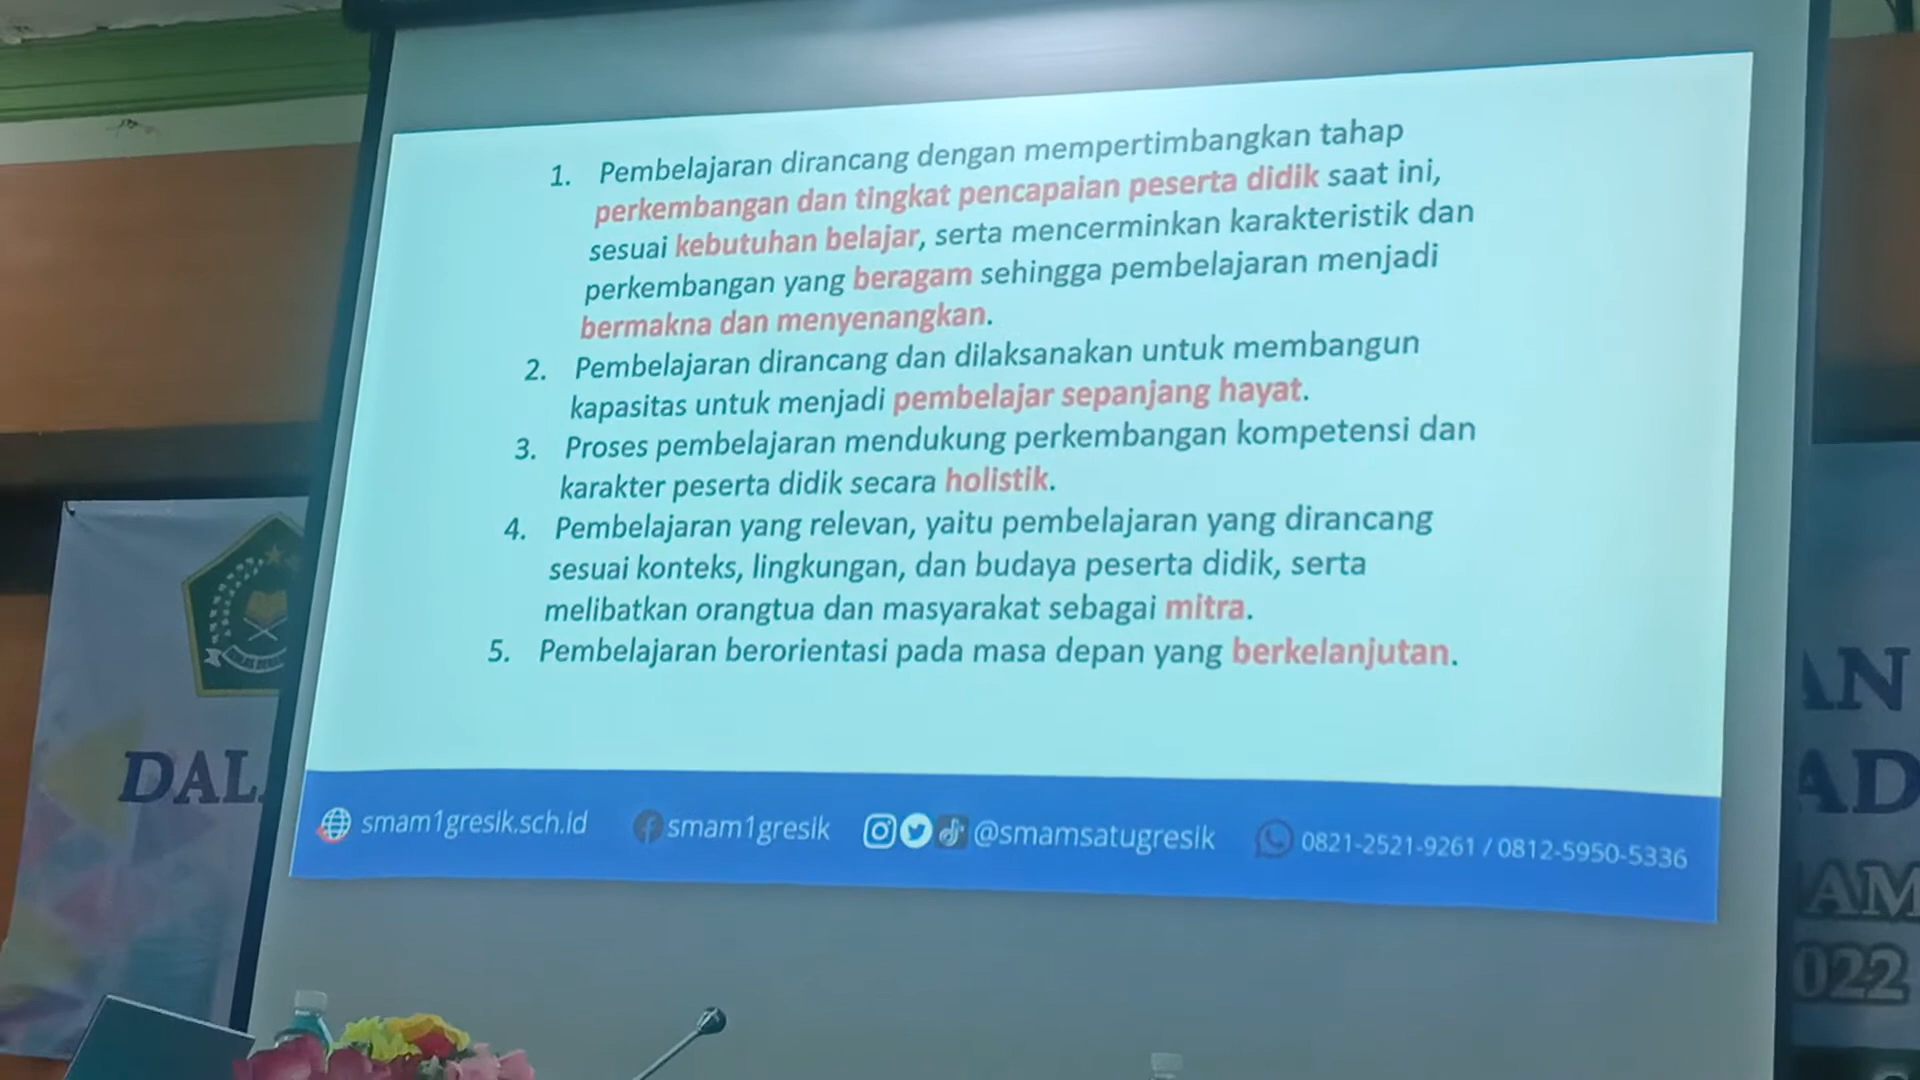 1. Pembelajaran dirancang dengan mempertimbangkan tahap
perkembangan dan tingkat pencapaian peserta didik saat ini,
sesuai kebutuhan belajar, serta mencerminkan karakteristik dan
perkembangan yang beragam sehingga pembelajaran menjadi
bermakna dan menyenangkan.
2. Pembelajaran dirancang dan dilaksanakan untuk membangun
kapasitas untuk menjadi pembelajar sepanjang hayat.
3. Proses pembelajaran mendukung perkembangan kompetensi dan
karakter peserta didik secara holistik.
4. Pembelajaran yang relevan, yaitu pembelajaran yang dirancang
sesuai konteks, lingkungan, dan budaya peserta didik, serta
melibatkan orangtua dan masyarakat sebagai mitra.
5. Pembelajaran berorientasi pada masa depan yang berkelanjutan.
smam1gresik.sch.id smam1gresik @smamsatugresik 0821-2521-9261 / 0812-5950-5336
DAL
AN
AD
AM
022